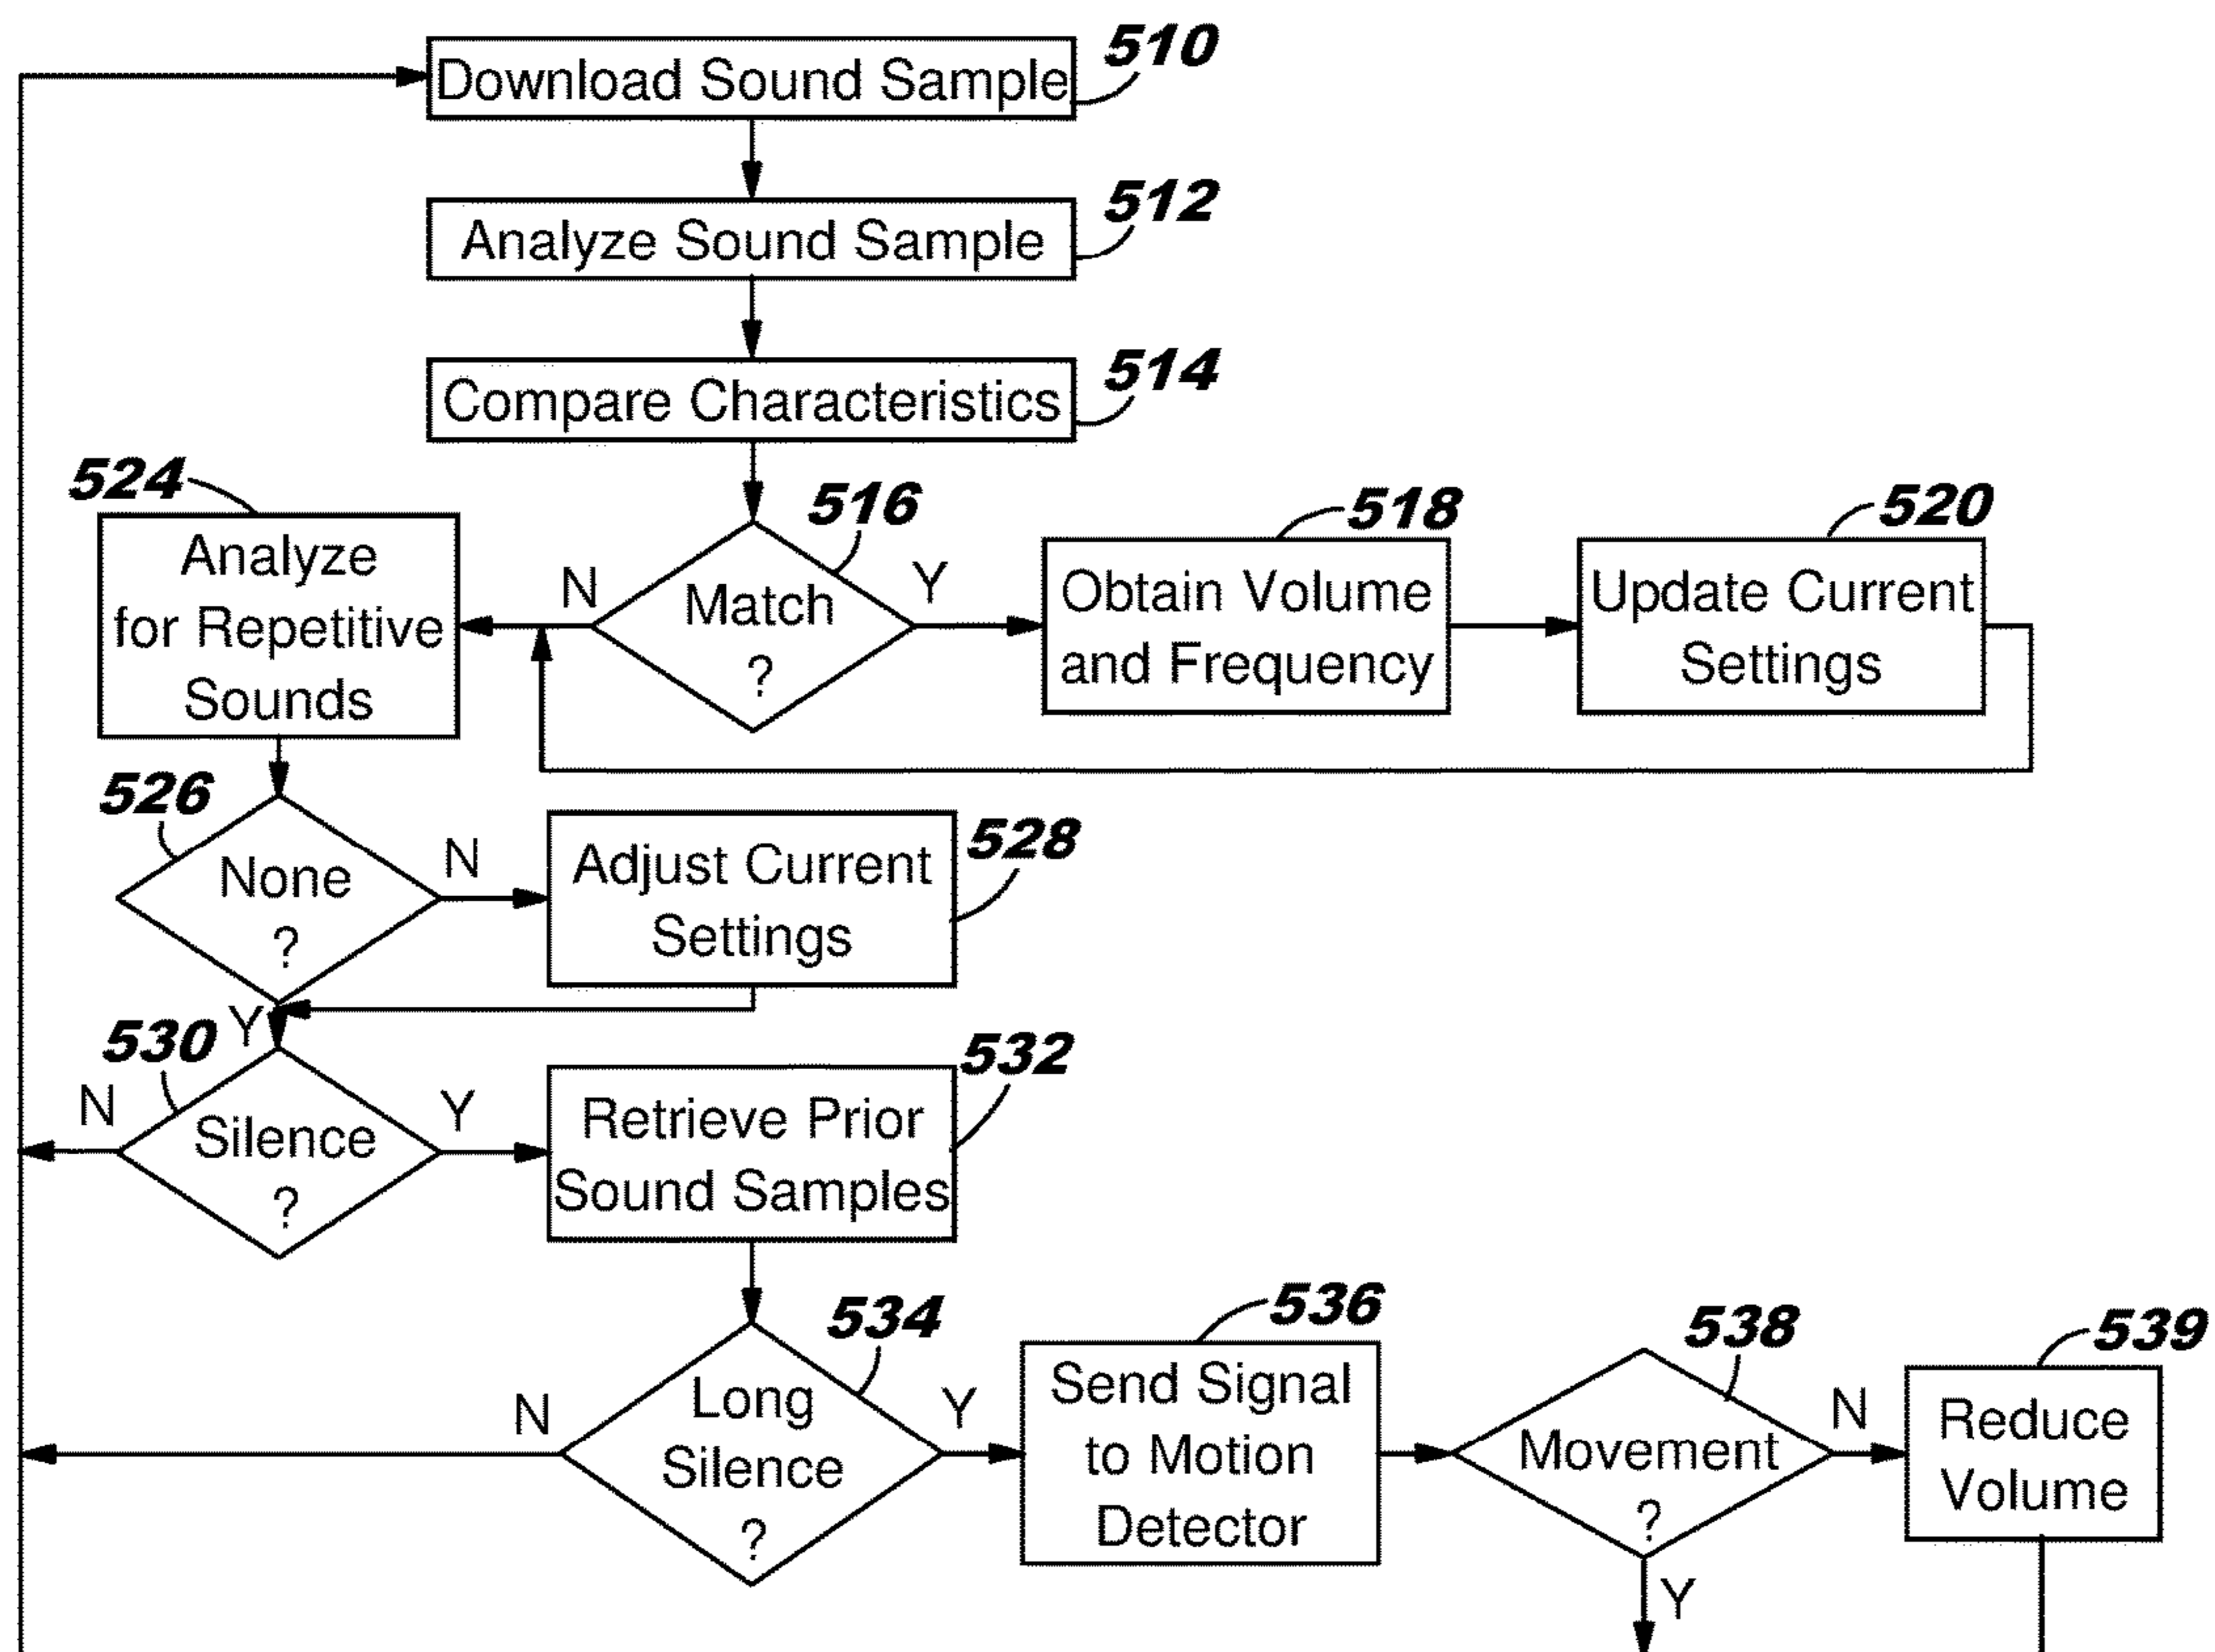 510
Download Sound Sample
512
Analyze Sound Sample
514
Compare Characteristics
524
516
518
520
Analyze
for Repetitive
Sounds
N
Match
?
Y
Obtain Volume
and Frequency
Update Current
Settings
526
None
?
N
528
Adjust Current
Settings
Y
530
N
Silence
?
Y
532
Retrieve Prior
Sound Samples
534
N
Long
Silence
?
Y
536
Send Signal
to Motion
Detector
538
Movement
?
N
Y
539
Reduce
Volume